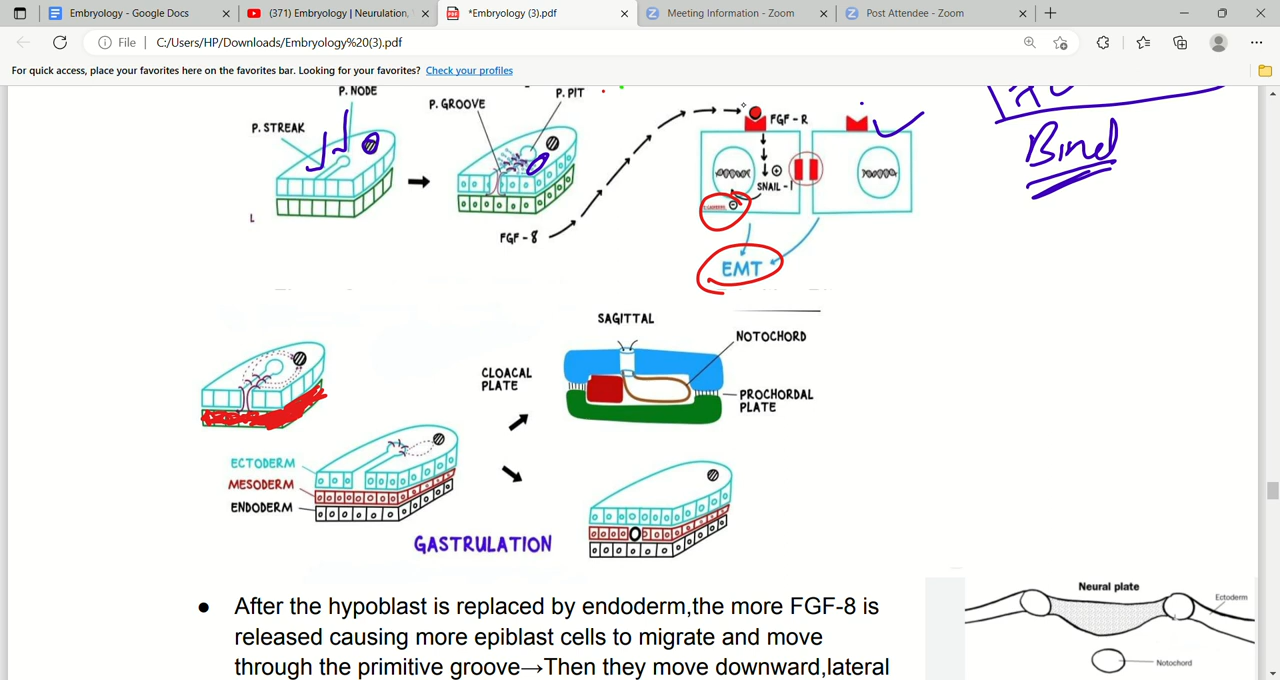 Embryology - Google Docs
(371) Embryology | Neurulation,
*Embryology (3).pdf
Meeting Information - Zoom
Post Attendee - Zoom
File
C:/Users/HP/Downloads/Embryology%20(3).pdf
For quick access, place your favorites here on the favorites bar. Looking for your favorites? Check your profiles
P. NODE
P. STREAK
P. GROOVE
P. PIT
FGF - 8
FGF - R
SNAIL - 1
EMT
Bind
L
CLOACAL
PLATE
SAGITTAL
NOTOCHORD
PROCHORDAL
PLATE
ECTODERM
MESODERM
ENDODERM
GASTRULATION
● After the hypoblast is replaced by endoderm,the more FGF-8 is
released causing more epiblast cells to migrate and move
through the primitive groove→Then they move downward,lateral
Neural plate
Ectoderm
Notochord